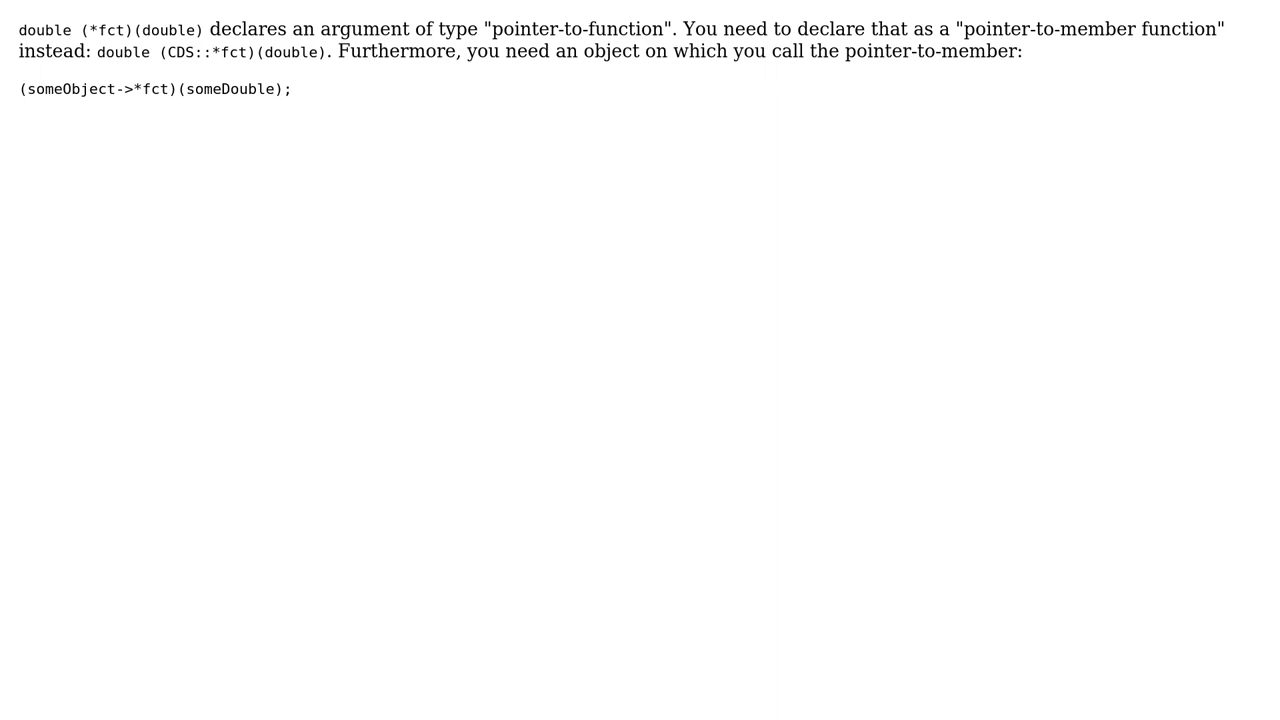 double (*fct)(double) declares an argument of type "pointer-to-function". You need to declare that as a "pointer-to-member function"
instead: double (CDS::*fct)(double). Furthermore, you need an object on which you call the pointer-to-member:
(someObject->*fct)(someDouble);